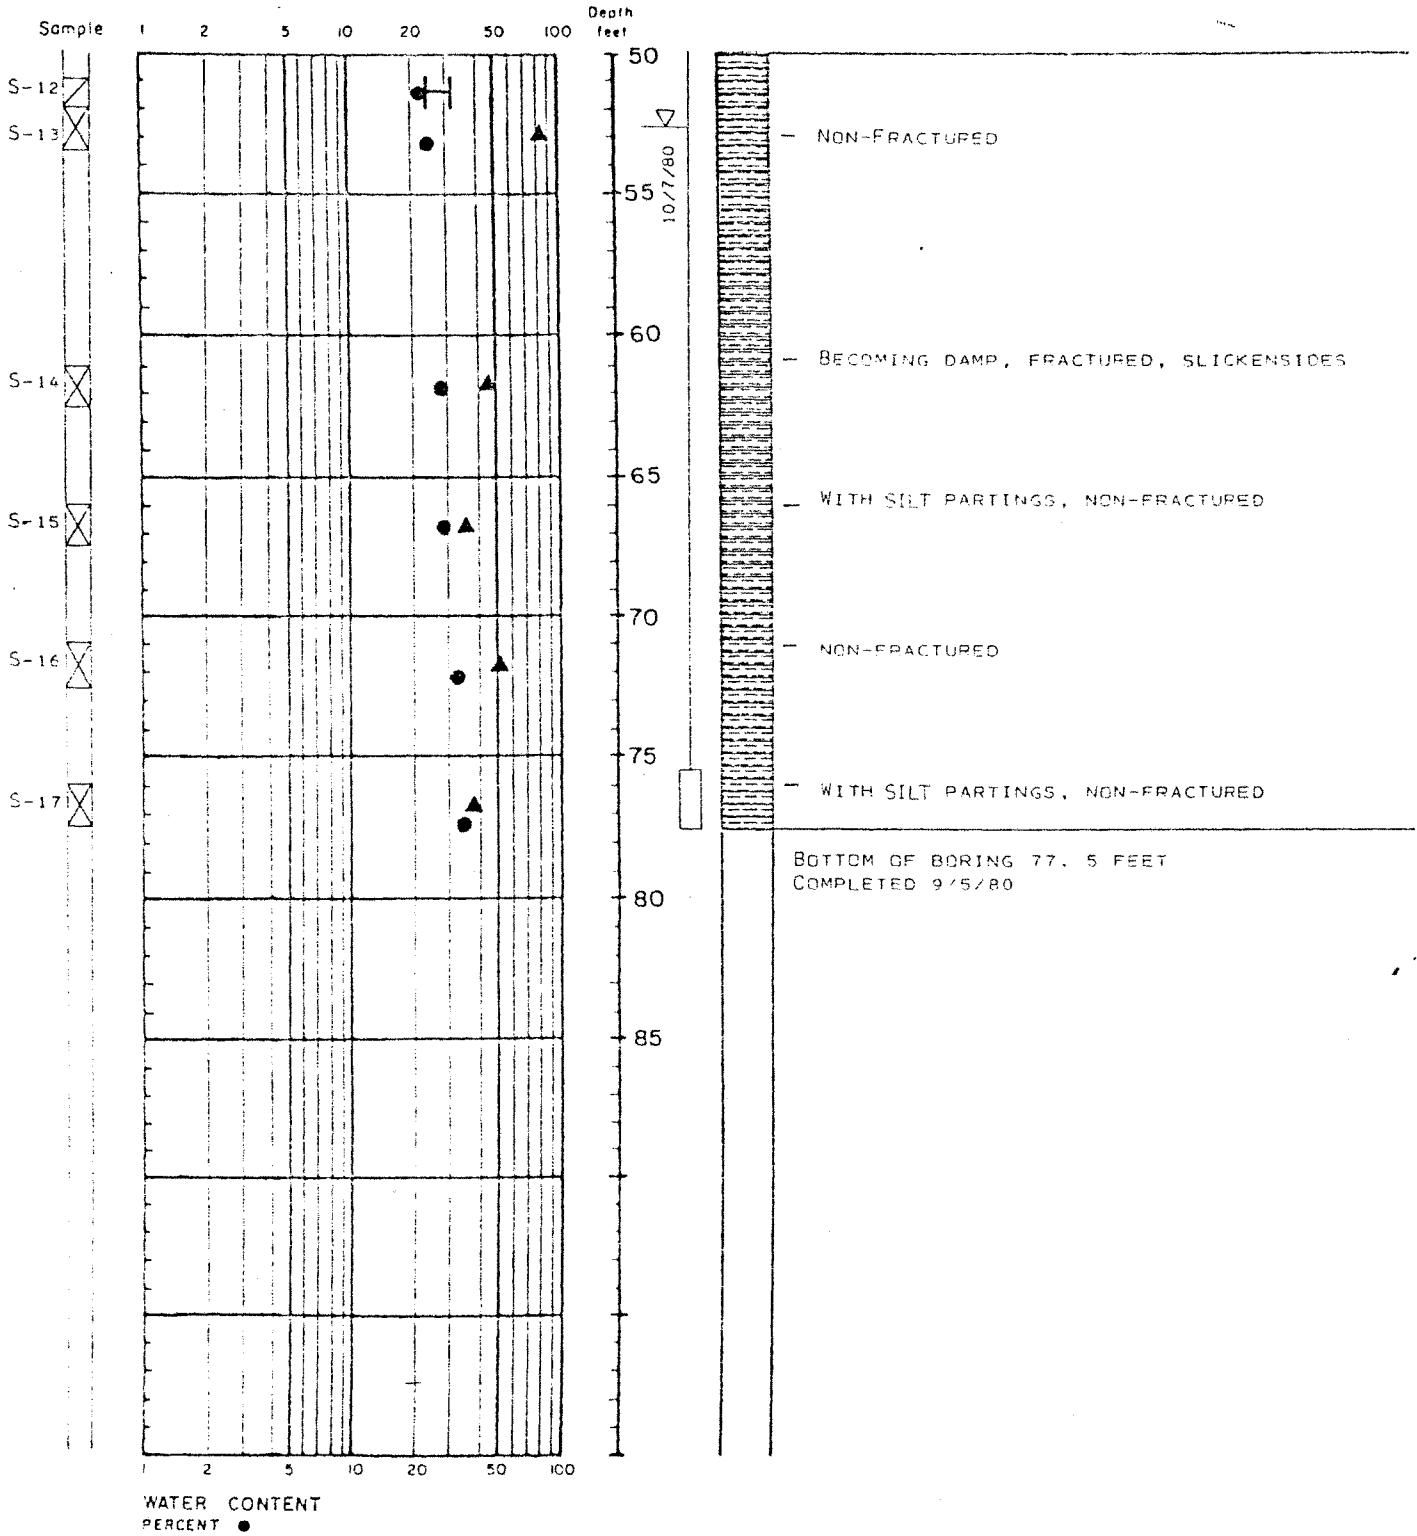 Sample 1 2 5 10 20 50 100 Depth feet
50
S-12
S-13
NON-FRACTURED
10/7/80
55
60
BECOMING DAMP, FRACTURED, SLICKENSIDES
S-14
65
WITH SILT PARTINGS, NON-FRACTURED
S-15
70
NON-FRACTURED
S-16
75
WITH SILT PARTINGS, NON-FRACTURED
S-17
BOTTOM OF BORING 77.5 FEET
COMPLETED 9/5/80
80
85
1 2 5 10 20 50 100
WATER CONTENT
PERCENT ●